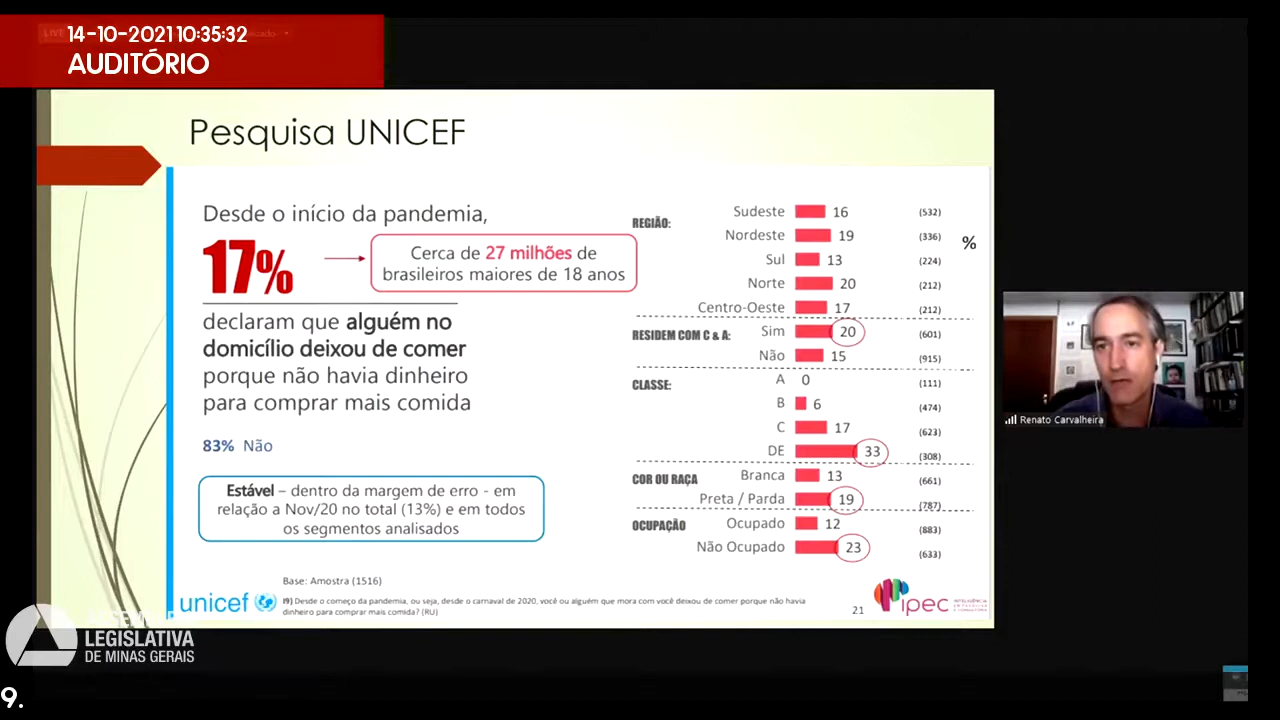 LIVE
14-10-2021 10:35:32
AUDITÓRIO
Pesquisa UNICEF
Desde o início da pandemia,
17%
Cerca de 27 milhões de
brasileiros maiores de 18 anos
declaram que alguém no
domicílio deixou de comer
porque não havia dinheiro
para comprar mais comida
83% Não
Estável – dentro da margem de erro - em
relação a Nov/20 no total (13%) e em todos
os segmentos analisados
%
REGIÃO:
Sudeste 16 (532)
Nordeste 19 (336)
Sul 13 (224)
Norte 20 (212)
Centro-Oeste 17 (212)
RESIDEM COM C & A:
Sim 20 (601)
Não 15 (915)
CLASSE:
A 0 (111)
B 6 (474)
C 17 (623)
DE 33 (308)
COR OU RAÇA
Branca 13 (661)
Preta / Parda 19 (787)
OCUPAÇÃO
Ocupado 12 (883)
Não Ocupado 23 (633)
Base: Amostra (1516)
J9) Desde o começo da pandemia, ou seja, desde o carnaval de 2020, você ou alguém que mora com você deixou de comer porque não havia
dinheiro para comprar mais comida? (RU)
unicef
21
ipec
Renato Carvalheira
LEGISLATIVA
DE MINAS GERAIS
9.